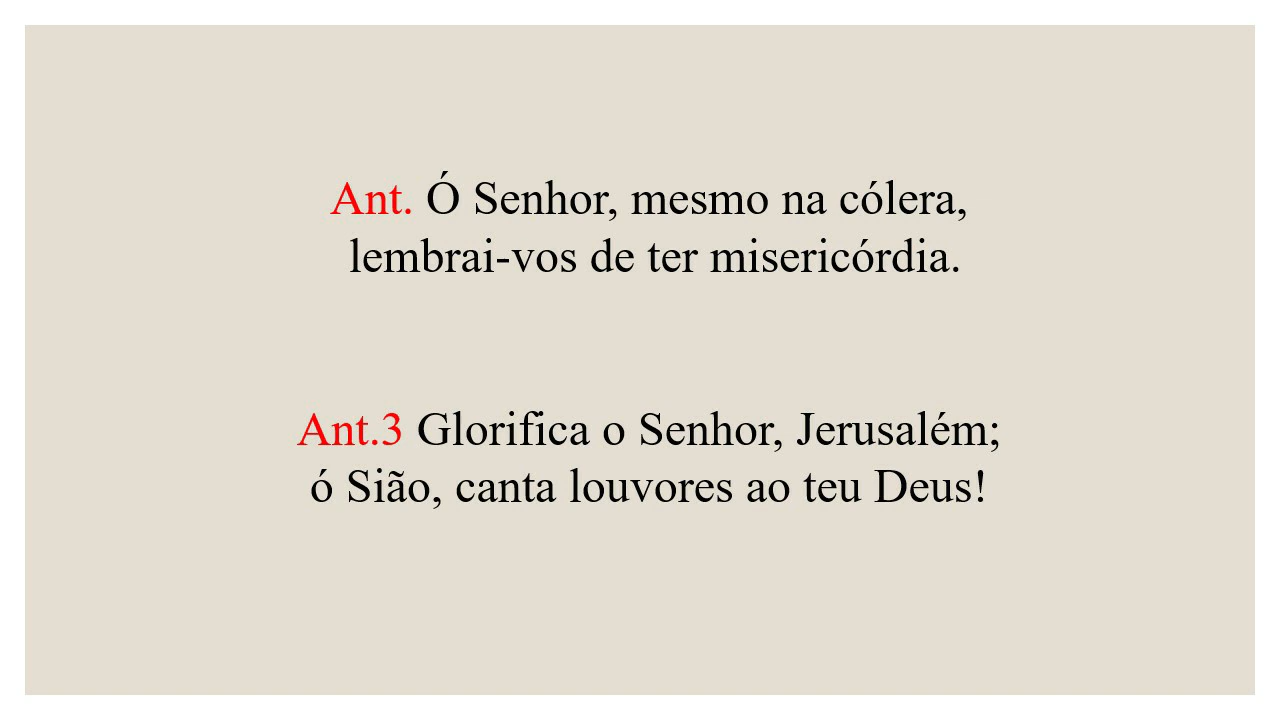 Ant. Ó Senhor, mesmo na cólera,
lembrai-vos de ter misericórdia.
Ant.3 Glorifica o Senhor, Jerusalém;
ó Sião, canta louvores ao teu Deus!